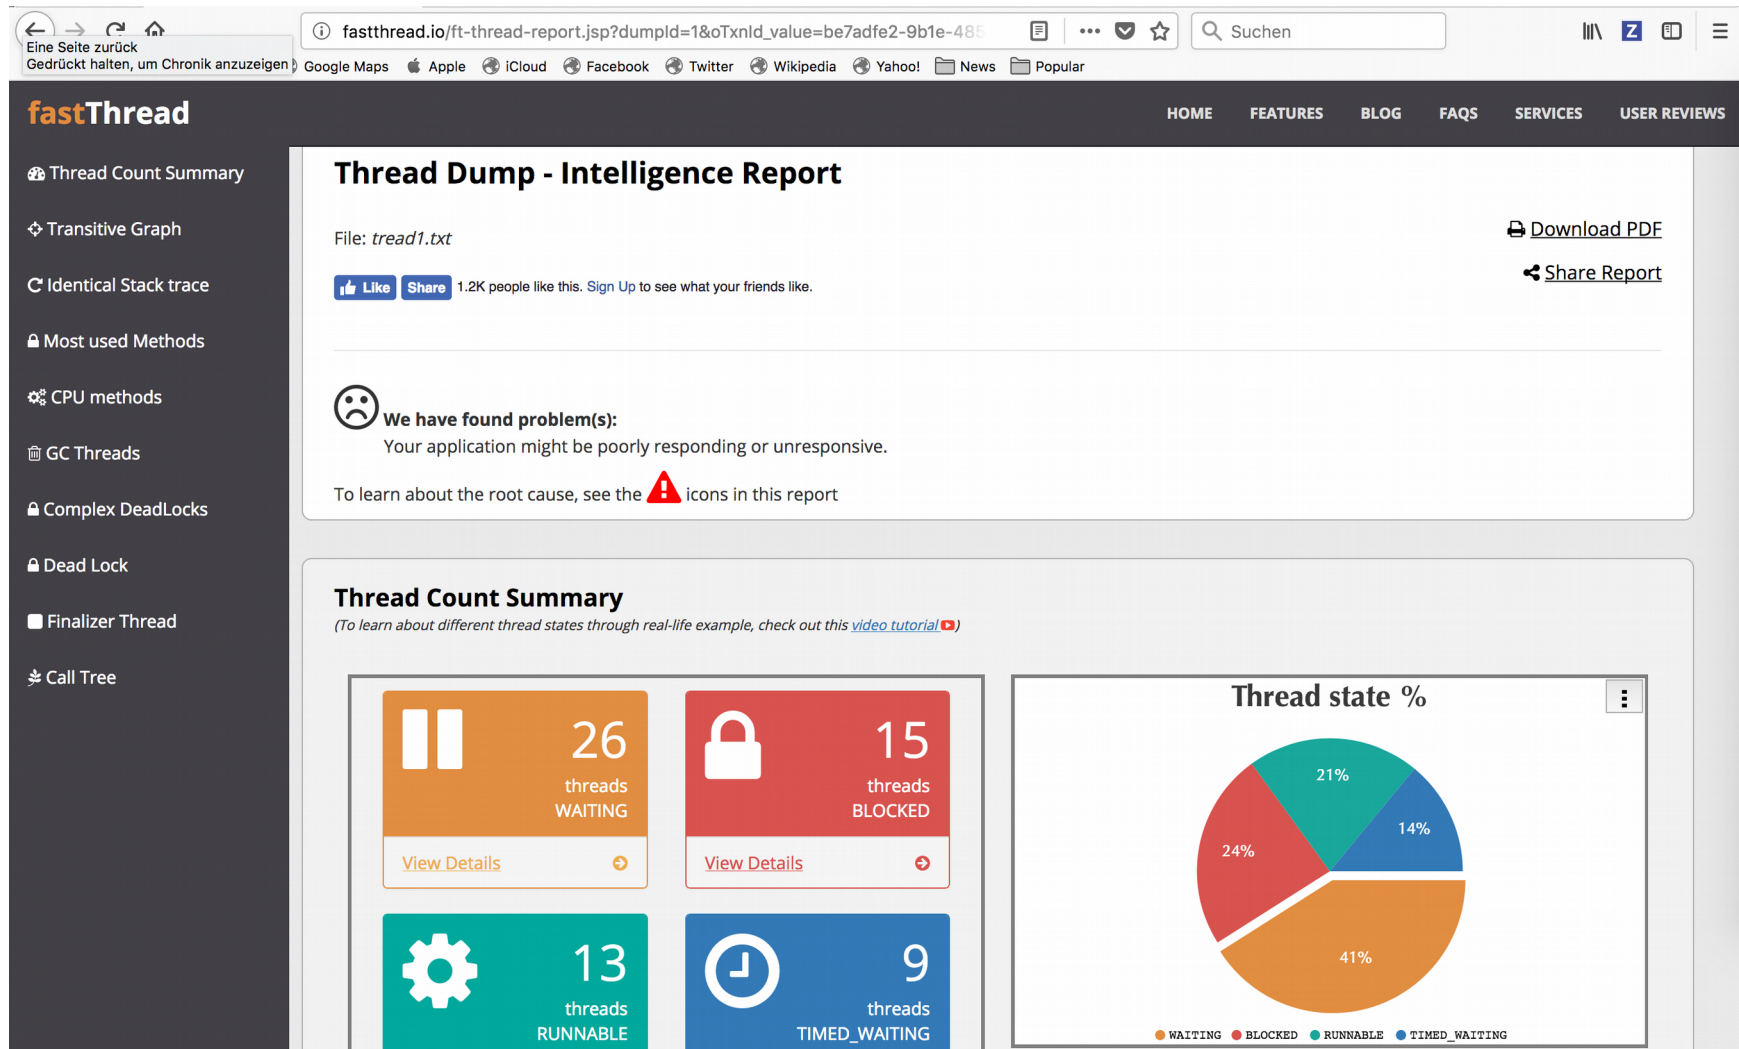 fastthread.io/ft-thread-report.jsp?dumpId=1&oTxnId_value=be7adfe2-9b1e-485
Suchen
Eine Seite zurück
Gedrückt halten, um Chronik anzuzeigen
Google Maps Apple iCloud Facebook Twitter Wikipedia Yahoo! News Popular
fastThread
HOME FEATURES BLOG FAQS SERVICES USER REVIEWS
Thread Count Summary
Transitive Graph
Identical Stack trace
Most used Methods
CPU methods
GC Threads
Complex DeadLocks
Dead Lock
Finalizer Thread
Call Tree
Thread Dump - Intelligence Report
File: tread1.txt
Download PDF
Share Report
Like Share 1.2K people like this. Sign Up to see what your friends like.
We have found problem(s):
Your application might be poorly responding or unresponsive.
To learn about the root cause, see the icons in this report
Thread Count Summary
(To learn about different thread states through real-life example, check out this video tutorial)
26
threads
WAITING
View Details
15
threads
BLOCKED
View Details
13
threads
RUNNABLE
9
threads
TIMED_WAITING
Thread state %
21%
14%
24%
41%
WAITING BLOCKED RUNNABLE TIMED_WAITING